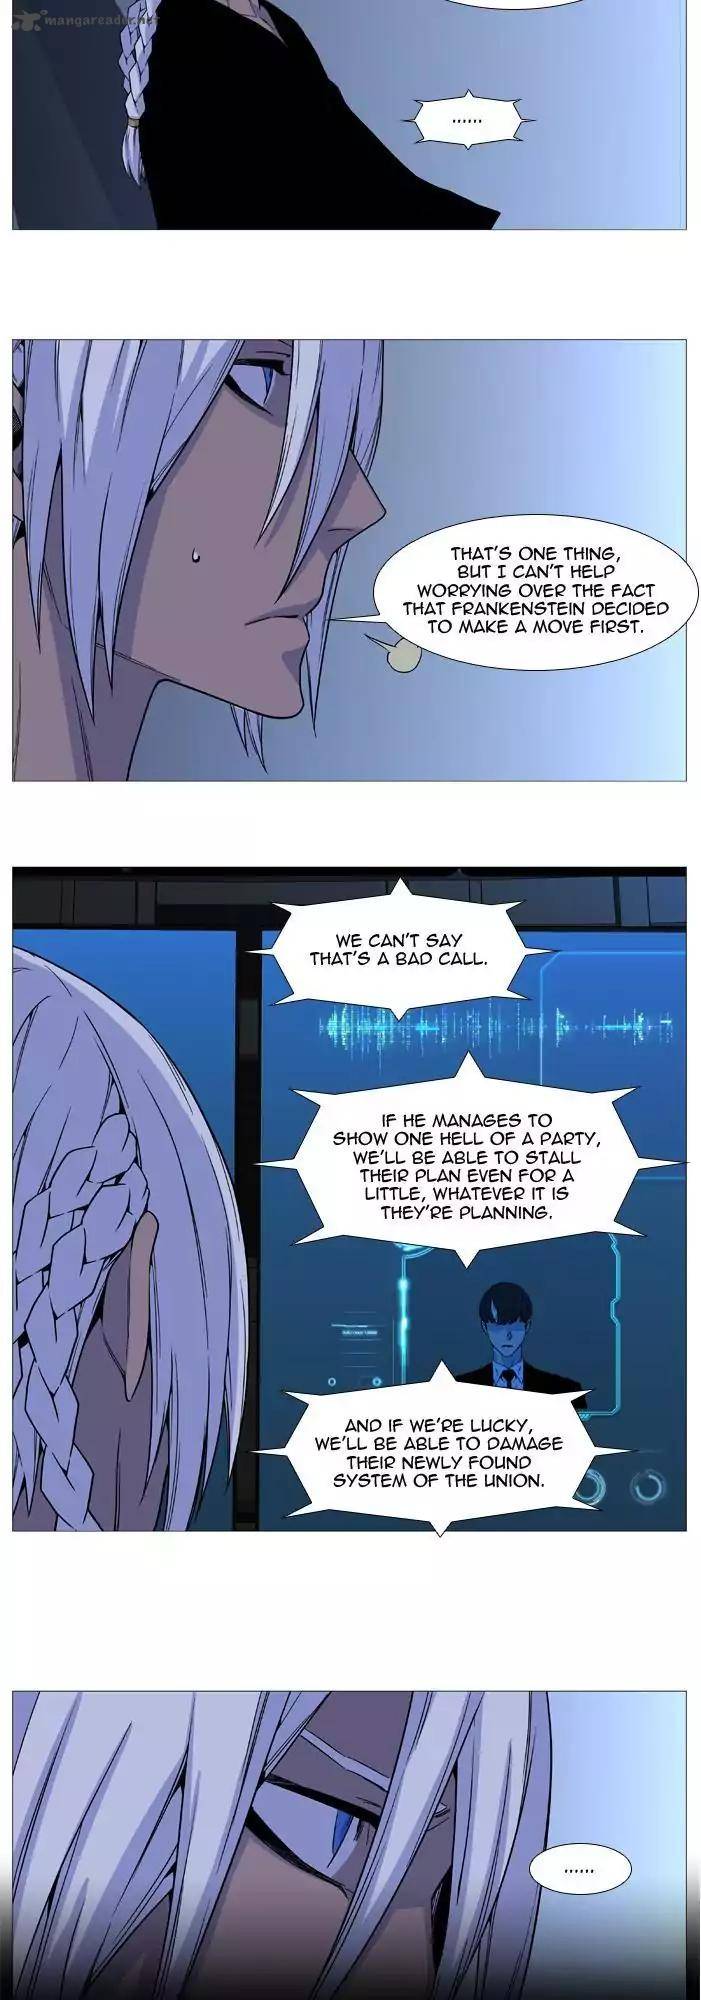 mangareader.net
......
THAT'S ONE THING,
BUT I CAN'T HELP
WORRYING OVER THE FACT
THAT FRANKENSTEIN DECIDED
TO MAKE A MOVE FIRST.
WE CAN'T SAY
THAT'S A BAD CALL.
IF HE MANAGES TO
SHOW ONE HELL OF A PARTY,
WE'LL BE ABLE TO STALL
THEIR PLAN EVEN FOR A
LITTLE, WHATEVER IT IS
THEY'RE PLANNING.
AND IF WE'RE LUCKY,
WE'LL BE ABLE TO DAMAGE
THEIR NEWLY FOUND
SYSTEM OF THE UNION.
......